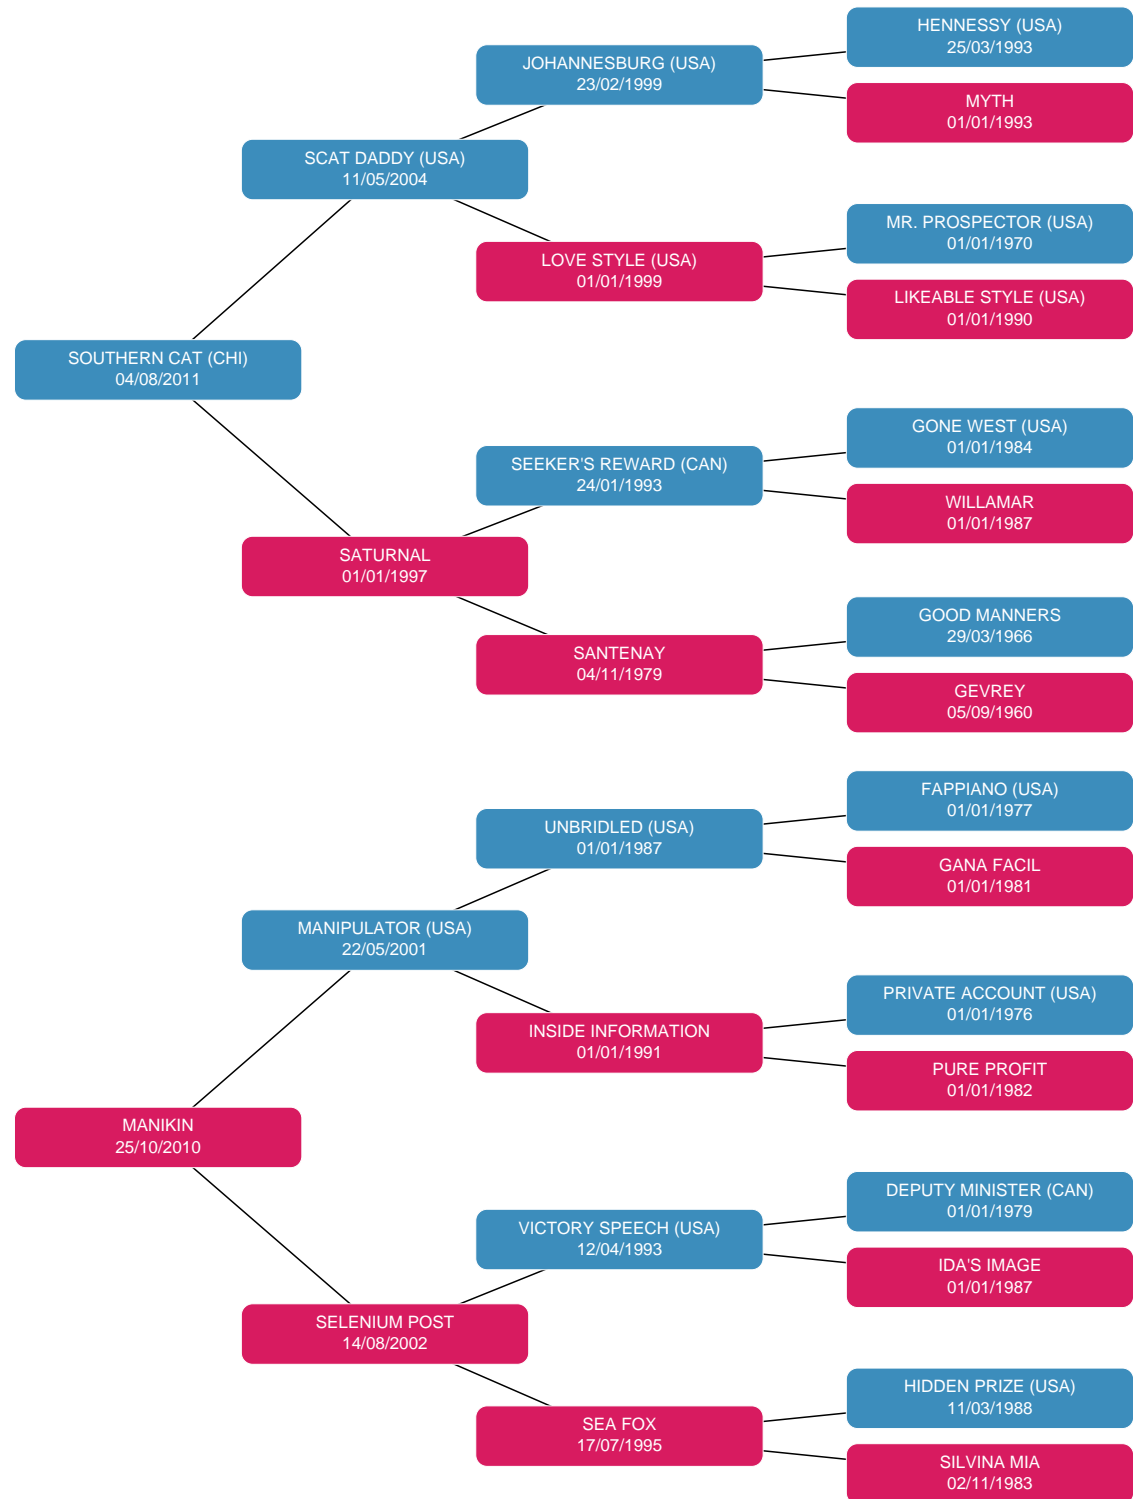 HENNESSY (USA)
25/03/1993
JOHANNESBURG (USA)
23/02/1999
MYTH
01/01/1993
SCAT DADDY (USA)
11/05/2004
MR. PROSPECTOR (USA)
01/01/1970
LOVE STYLE (USA)
01/01/1999
LIKEABLE STYLE (USA)
01/01/1990
SOUTHERN CAT (CHI)
04/08/2011
GONE WEST (USA)
01/01/1984
SEEKER'S REWARD (CAN)
24/01/1993
WILLAMAR
01/01/1987
SATURNAL
01/01/1997
GOOD MANNERS
29/03/1966
SANTENAY
04/11/1979
GEVREY
05/09/1960
FAPPIANO (USA)
01/01/1977
UNBRIDLED (USA)
01/01/1987
GANA FACIL
01/01/1981
MANIPULATOR (USA)
22/05/2001
PRIVATE ACCOUNT (USA)
01/01/1976
INSIDE INFORMATION
01/01/1991
PURE PROFIT
01/01/1982
MANIKIN
25/10/2010
DEPUTY MINISTER (CAN)
01/01/1979
VICTORY SPEECH (USA)
12/04/1993
IDA'S IMAGE
01/01/1987
SELENIUM POST
14/08/2002
HIDDEN PRIZE (USA)
11/03/1988
SEA FOX
17/07/1995
SILVINA MIA
02/11/1983